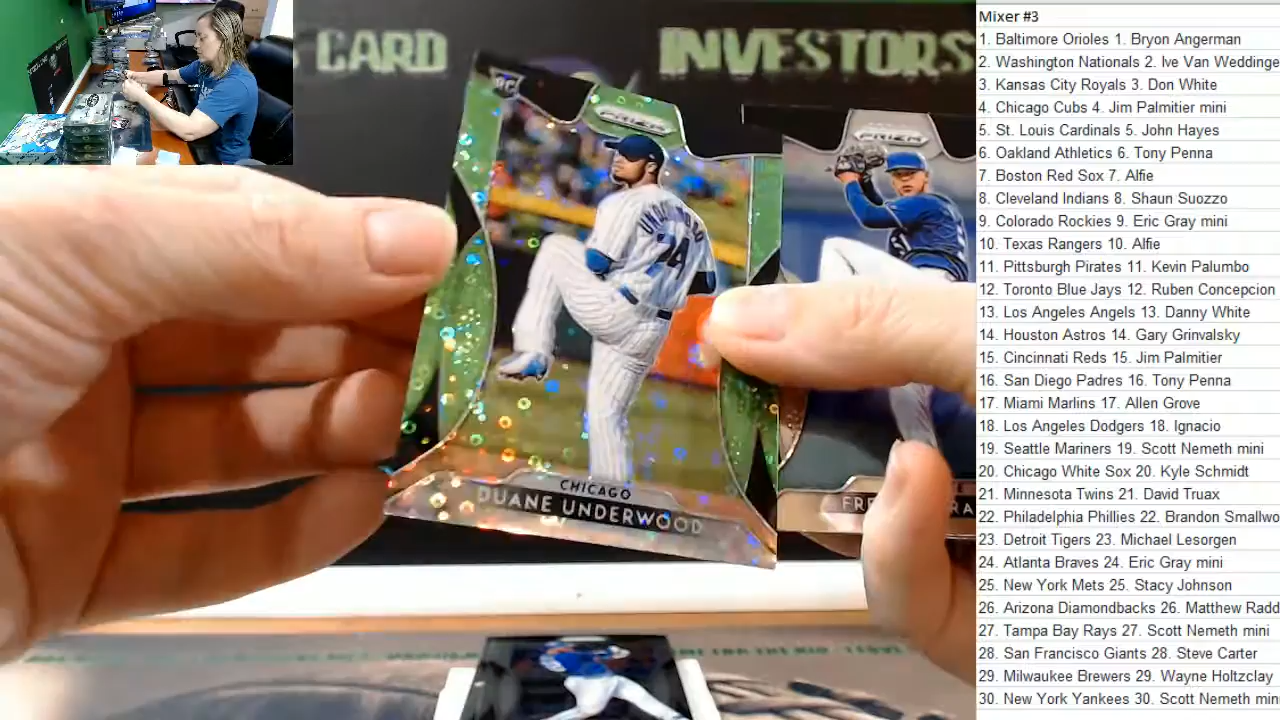 CARD INVESTORS
RC
PRIZM
PRIZM
UNDERWOOD
74
CHICAGO
DUANE UNDERWOOD
Mixer #3
1. Baltimore Orioles 1. Bryon Angerman
2. Washington Nationals 2. Ive Van Weddinge
3. Kansas City Royals 3. Don White
4. Chicago Cubs 4. Jim Palmitier mini
5. St. Louis Cardinals 5. John Hayes
6. Oakland Athletics 6. Tony Penna
7. Boston Red Sox 7. Alfie
8. Cleveland Indians 8. Shaun Suozzo
9. Colorado Rockies 9. Eric Gray mini
10. Texas Rangers 10. Alfie
11. Pittsburgh Pirates 11. Kevin Palumbo
12. Toronto Blue Jays 12. Ruben Concepcion
13. Los Angeles Angels 13. Danny White
14. Houston Astros 14. Gary Grinvalsky
15. Cincinnati Reds 15. Jim Palmitier
16. San Diego Padres 16. Tony Penna
17. Miami Marlins 17. Allen Grove
18. Los Angeles Dodgers 18. Ignacio
19. Seattle Mariners 19. Scott Nemeth mini
20. Chicago White Sox 20. Kyle Schmidt
21. Minnesota Twins 21. David Truax
22. Philadelphia Phillies 22. Brandon Smallwo
23. Detroit Tigers 23. Michael Lesorgen
24. Atlanta Braves 24. Eric Gray mini
25. New York Mets 25. Stacy Johnson
26. Arizona Diamondbacks 26. Matthew Radd
27. Tampa Bay Rays 27. Scott Nemeth mini
28. San Francisco Giants 28. Steve Carter
29. Milwaukee Brewers 29. Wayne Holtzclay
30. New York Yankees 30. Scott Nemeth min